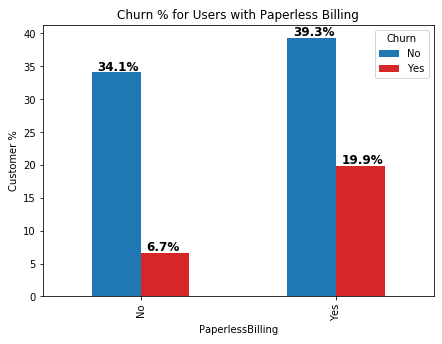 Churn % for Users with Paperless Billing
Churn
No
Yes
Customer %
40
35
30
25
20
15
10
5
0
34.1%
6.7%
39.3%
19.9%
No
Yes
PaperlessBilling